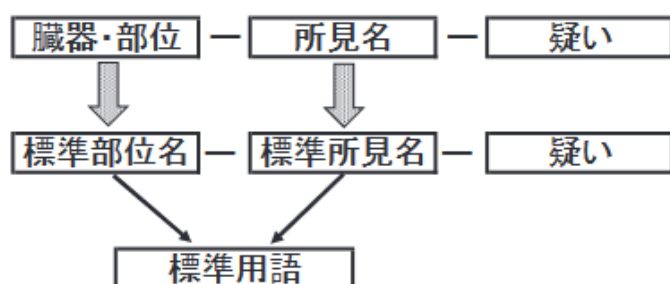 臓器・部位 ― 所見名 ― 疑い
標準部位名 ― 標準所見名 ― 疑い
標準用語